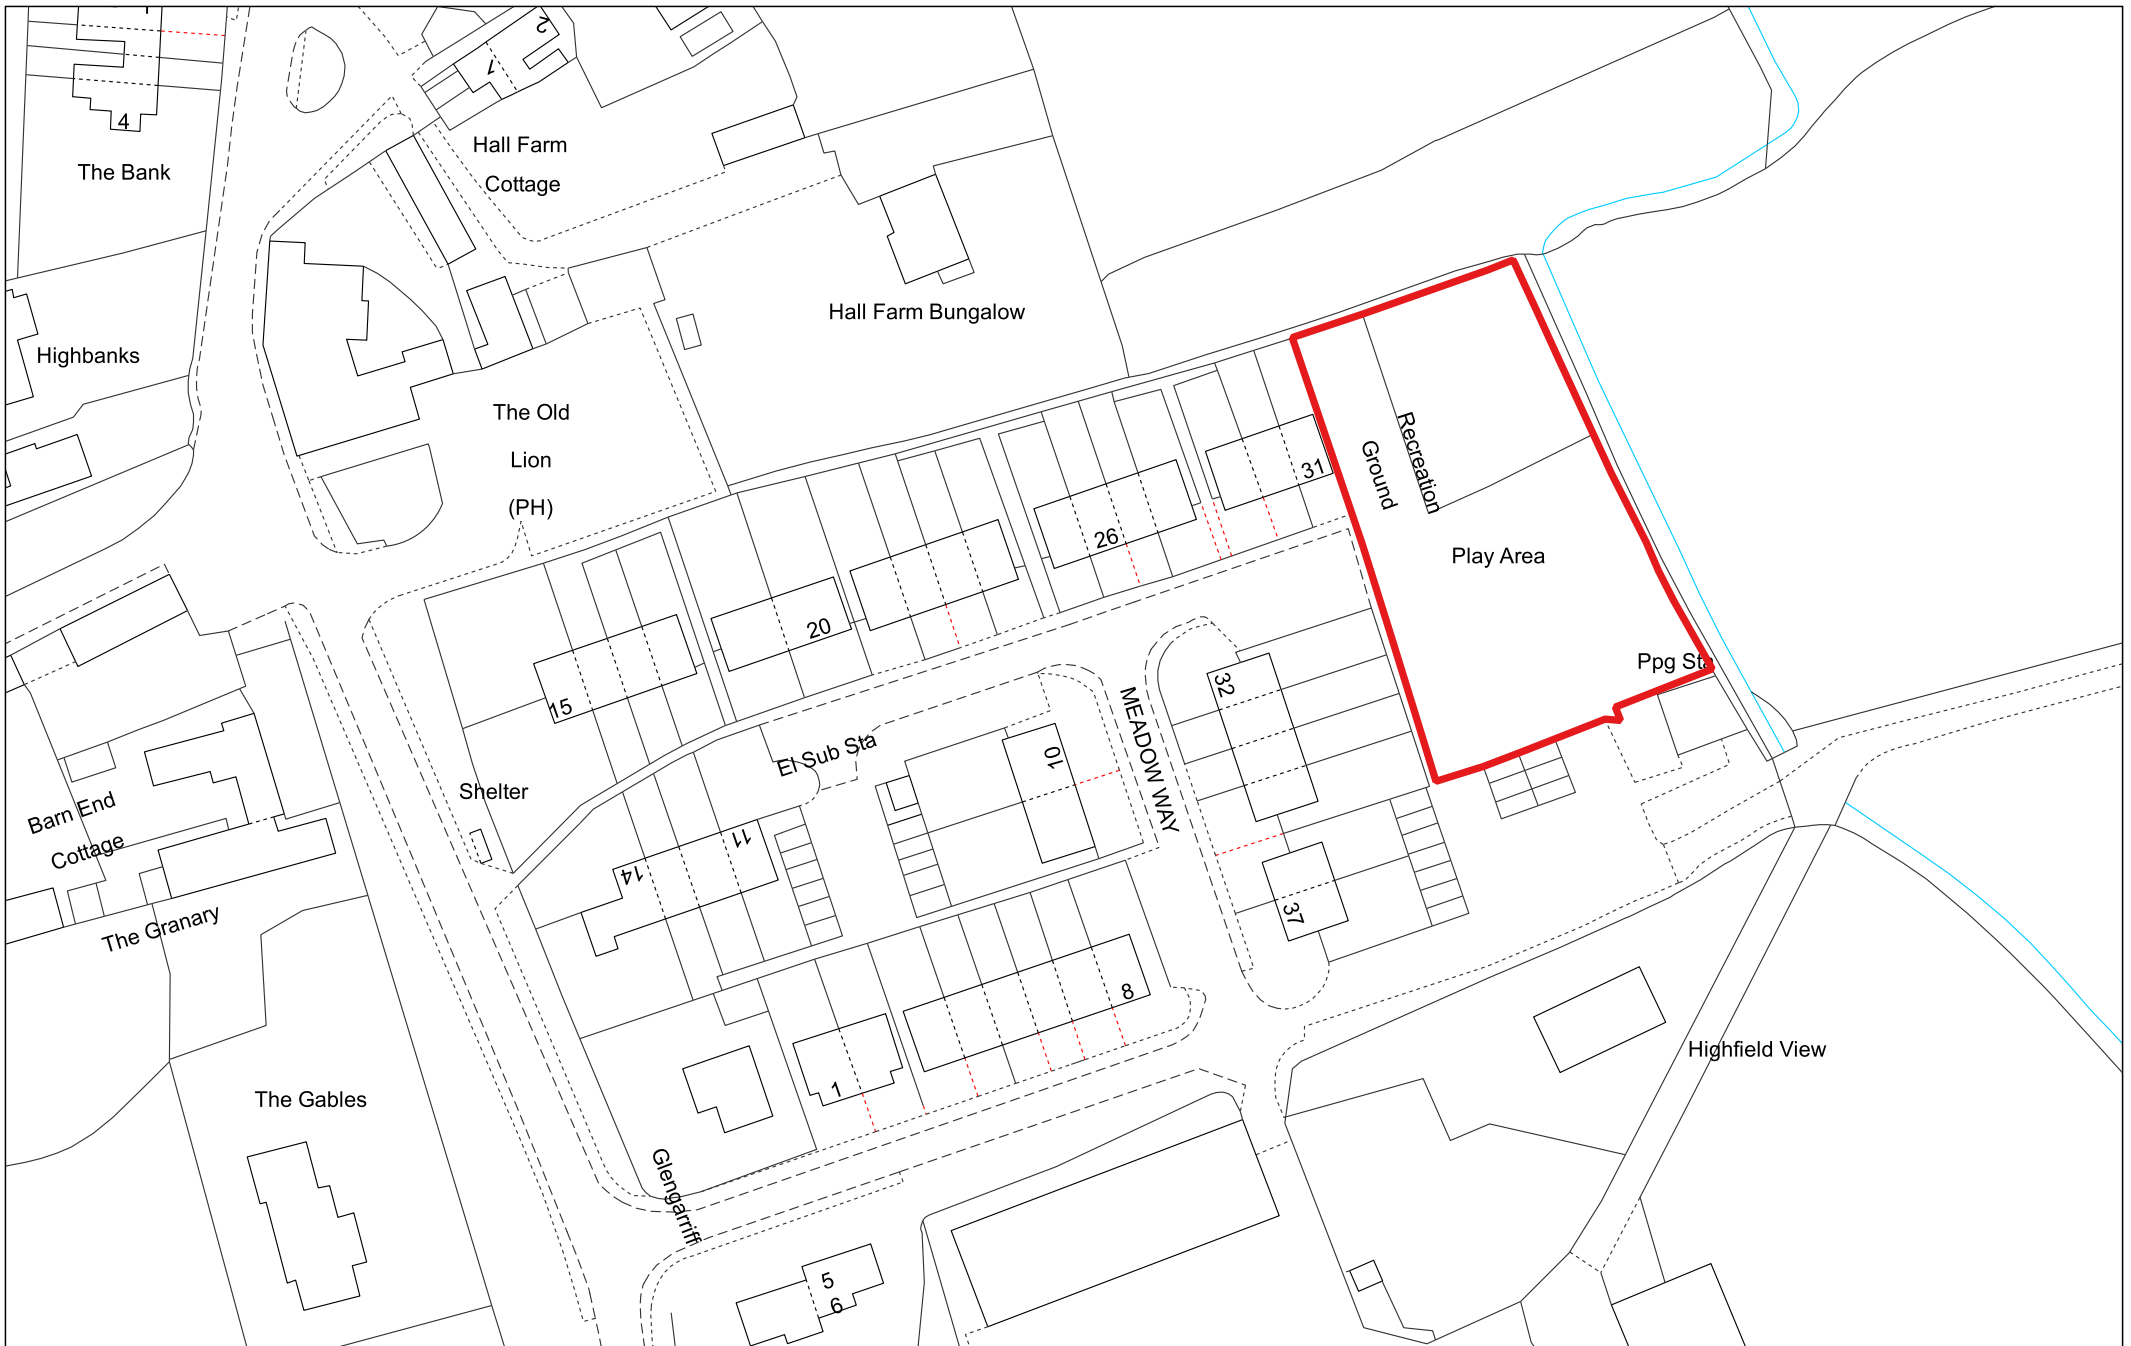 2
7
4
The Bank
Hall Farm
Cottage
Hall Farm Bungalow
Highbanks
The Old
Lion
(PH)
Recreation
Ground
31
26
Play Area
20
15
Ppg Sta
32
MEADOW WAY
El Sub Sta
10
Shelter
11
14
Barn End
Cottage
The Granary
37
8
1
Highfield View
The Gables
Glengarriff
5
6